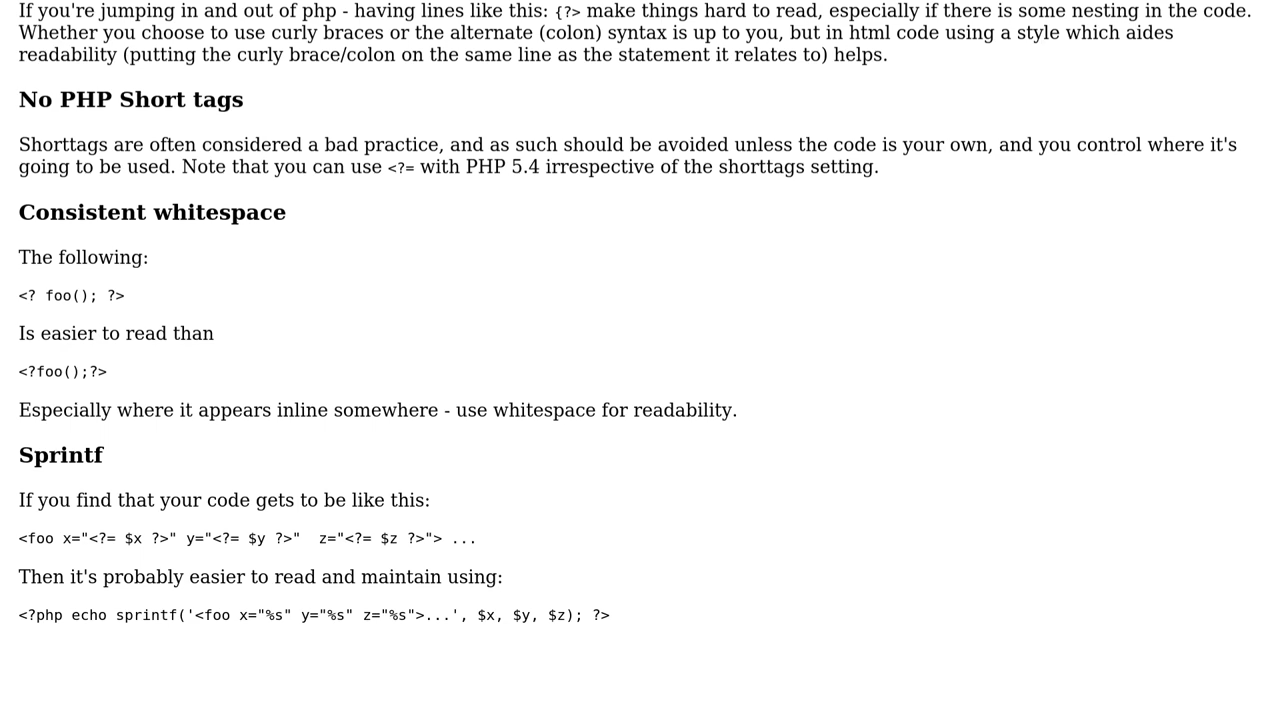 If you're jumping in and out of php - having lines like this: {?> make things hard to read, especially if there is some nesting in the code.
Whether you choose to use curly braces or the alternate (colon) syntax is up to you, but in html code using a style which aides
readability (putting the curly brace/colon on the same line as the statement it relates to) helps.
No PHP Short tags
Shorttags are often considered a bad practice, and as such should be avoided unless the code is your own, and you control where it's
going to be used. Note that you can use <?= with PHP 5.4 irrespective of the shorttags setting.
Consistent whitespace
The following:
<? foo(); ?>
Is easier to read than
<?foo();?>
Especially where it appears inline somewhere - use whitespace for readability.
Sprintf
If you find that your code gets to be like this:
<foo x="<?= $x ?>" y="<?= $y ?>"  z="<?= $z ?>"> ...
Then it's probably easier to read and maintain using:
<?php echo sprintf('<foo x="%s" y="%s" z="%s">...', $x, $y, $z); ?>